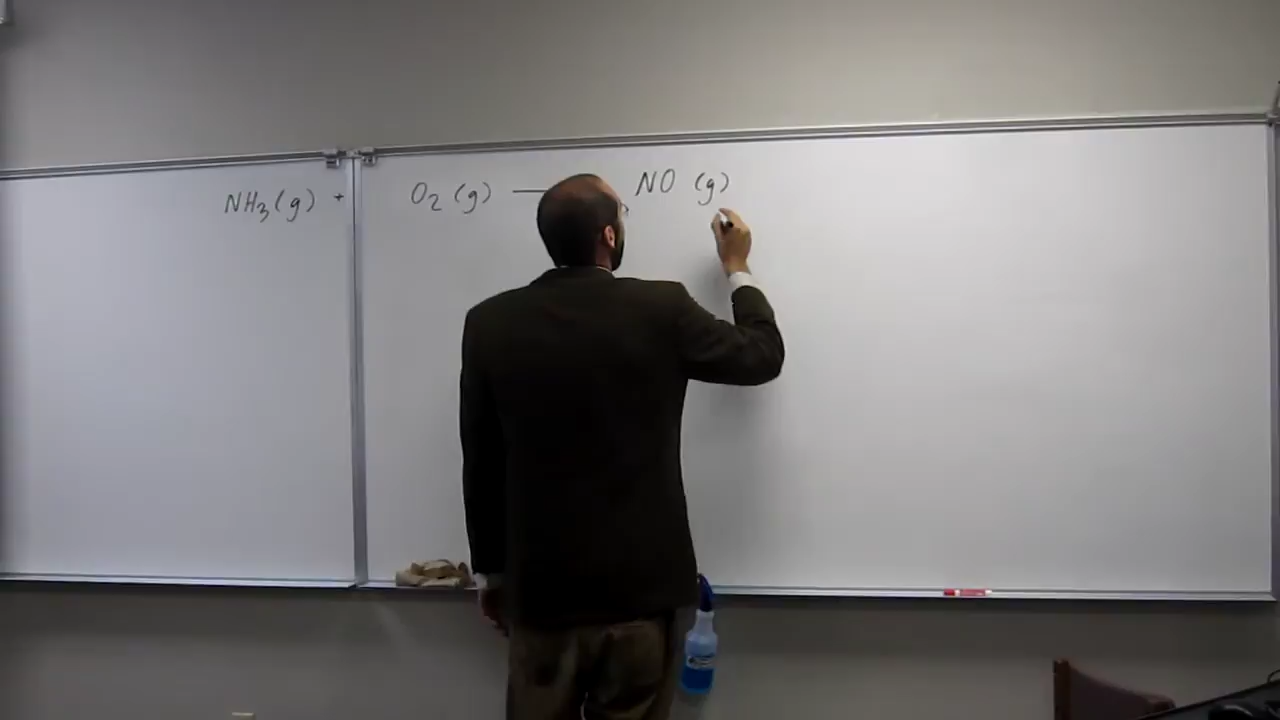 NH₃(g) + O₂ (g) → NO (g)